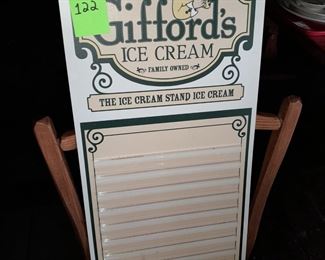 122
Gifford's
ICE CREAM
FAMILY OWNED
THE ICE CREAM STAND ICE CREAM